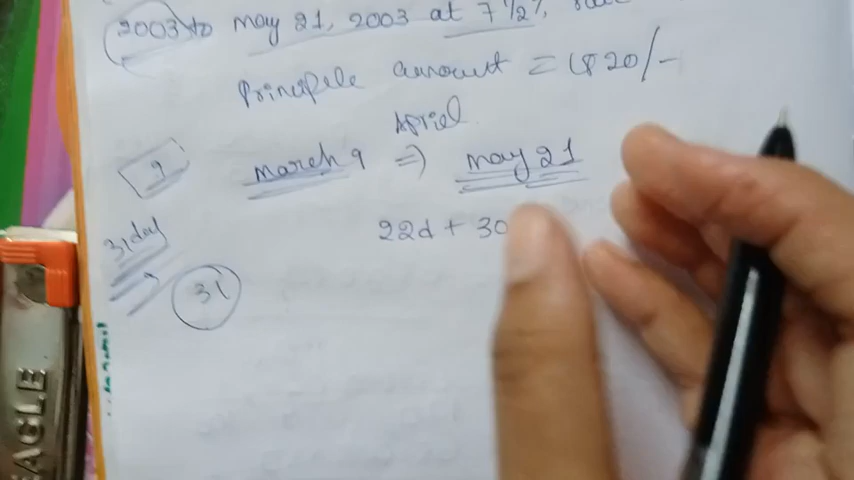 2003 to may 21, 2003 at 7 1/2 %
Principle amount =
April
9
march 9 => may 21
31 day
22d + 30
31
EAGLE